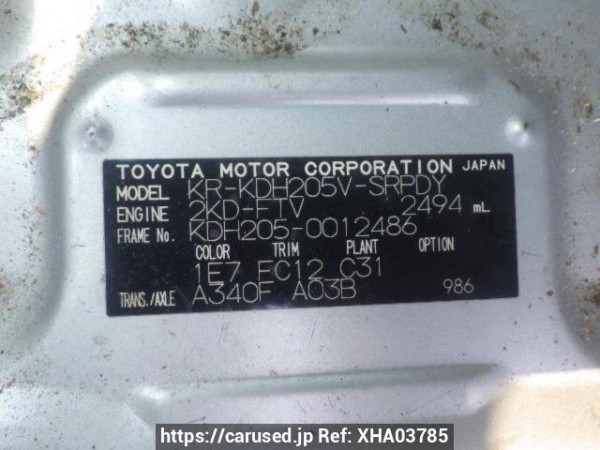 TOYOTA MOTOR CORPORATION JAPAN
MODEL KR-KDH205V-SRPDY
ENGINE 2KD-FTV 2494 mL
FRAME No. KDH205-0012486
COLOR TRIM PLANT OPTION
1E7 FC12 C31
TRANS./AXLE A340F A03B 986
https://carused.jp Ref: XHA03785